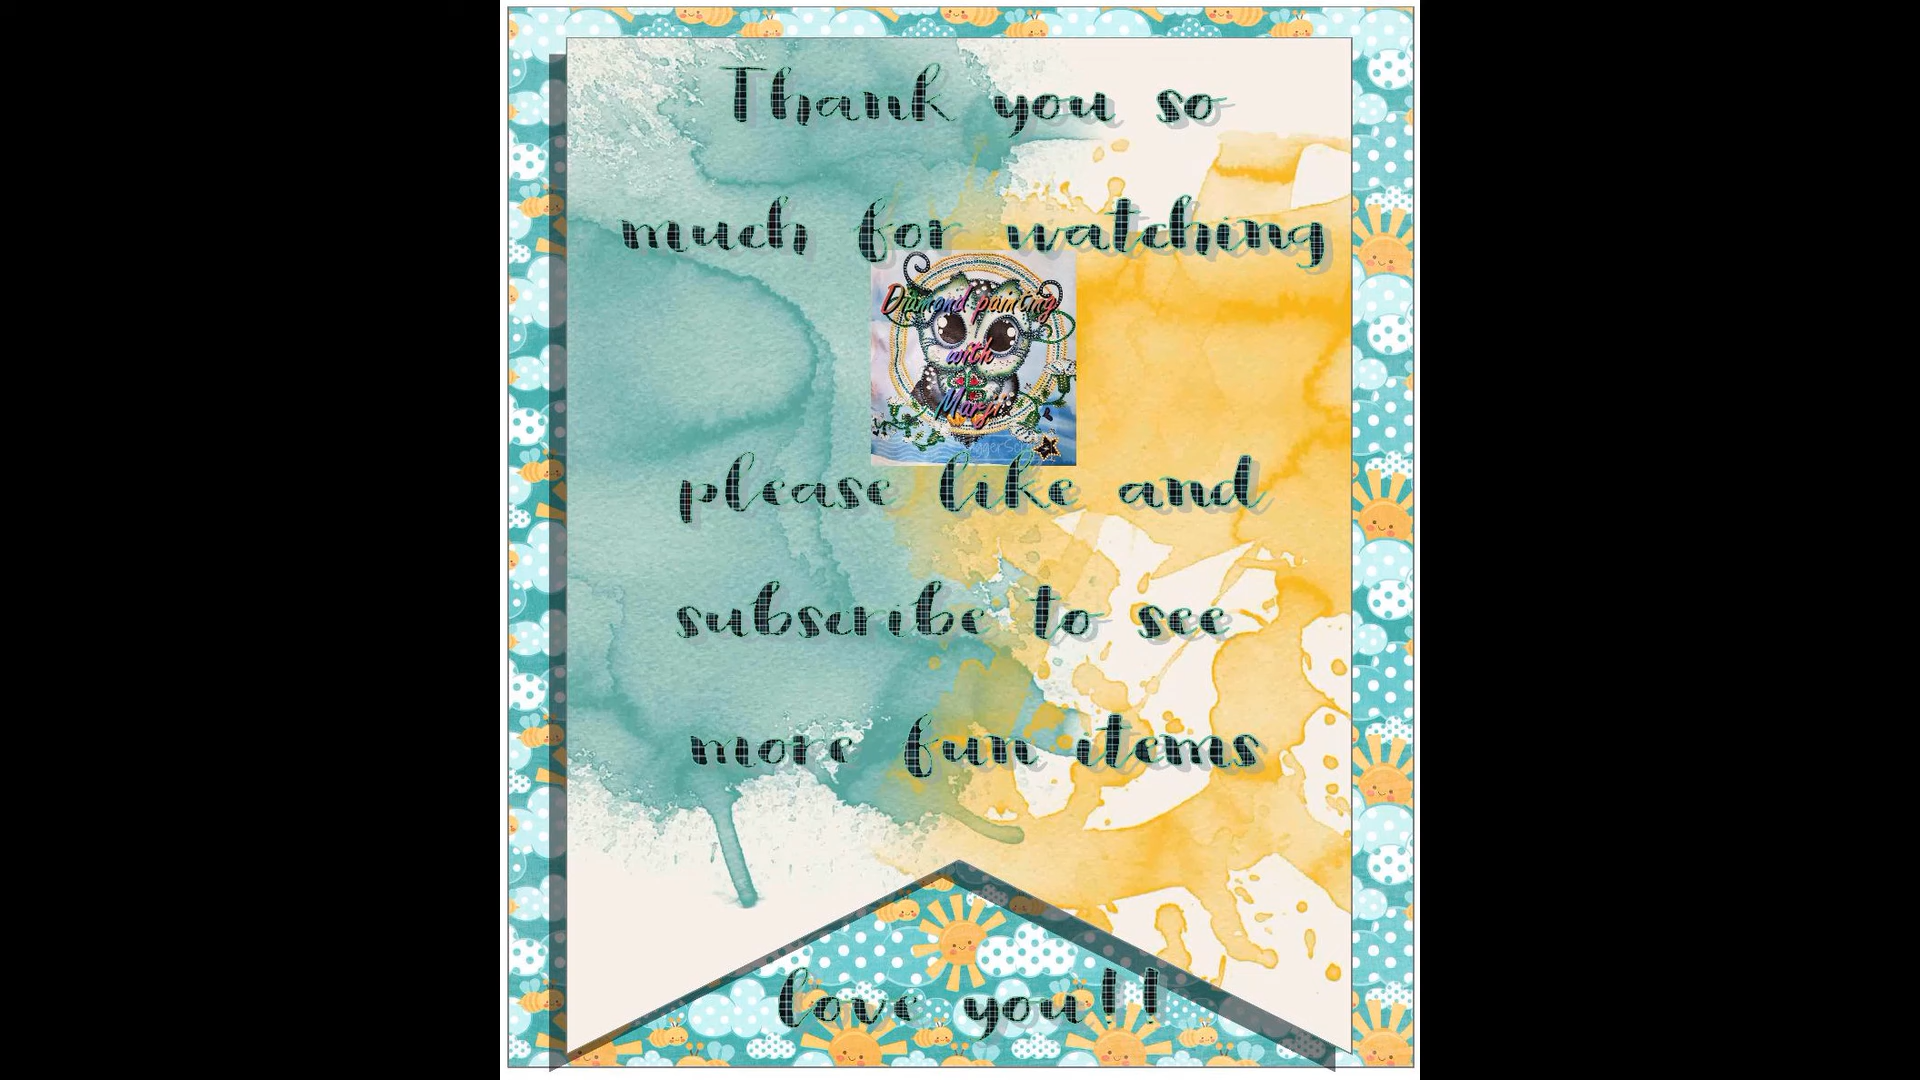 Thank you so
much for watching
Diamond painting
with
please like and
subscribe to see
more fun items
love you!!